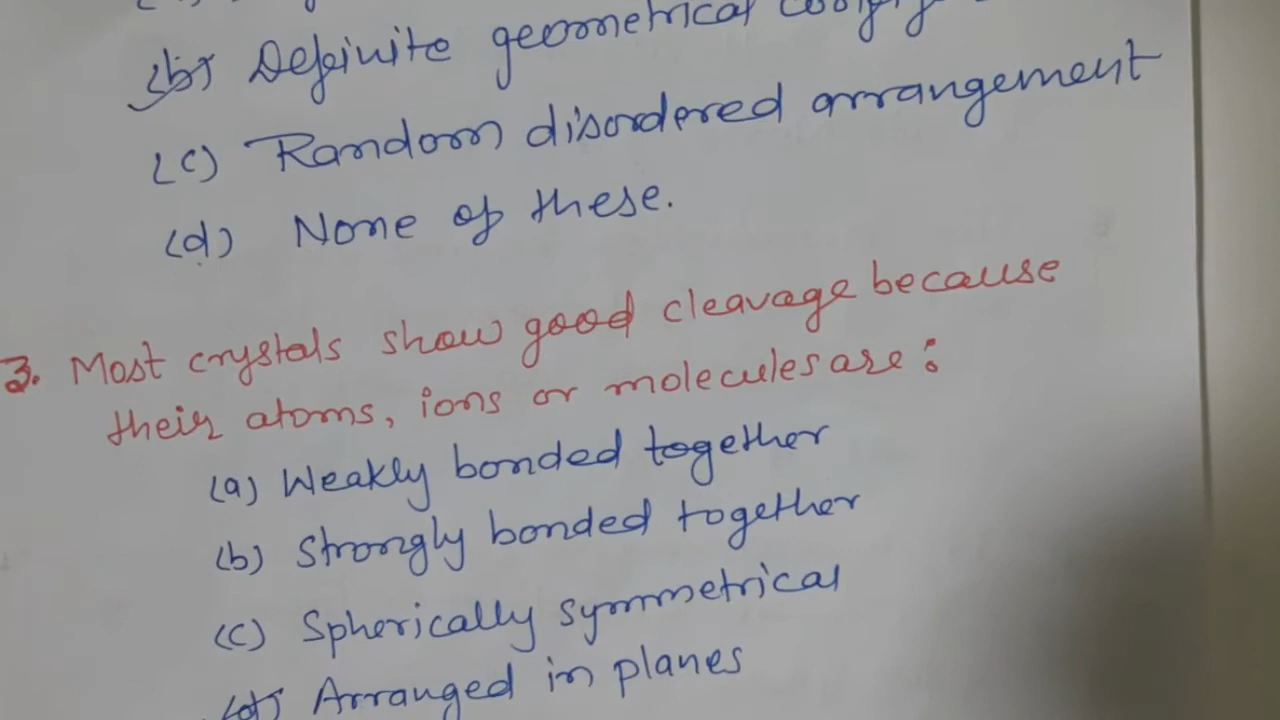 (b) Definite geometrical
(c) Random disordered arrangement
(d) None of these.
3. Most crystals show good cleavage because
their atoms, ions or molecules are :
(a) Weakly bonded together
(b) Strongly bonded together
(c) Spherically symmetrical
(d) Arranged in planes